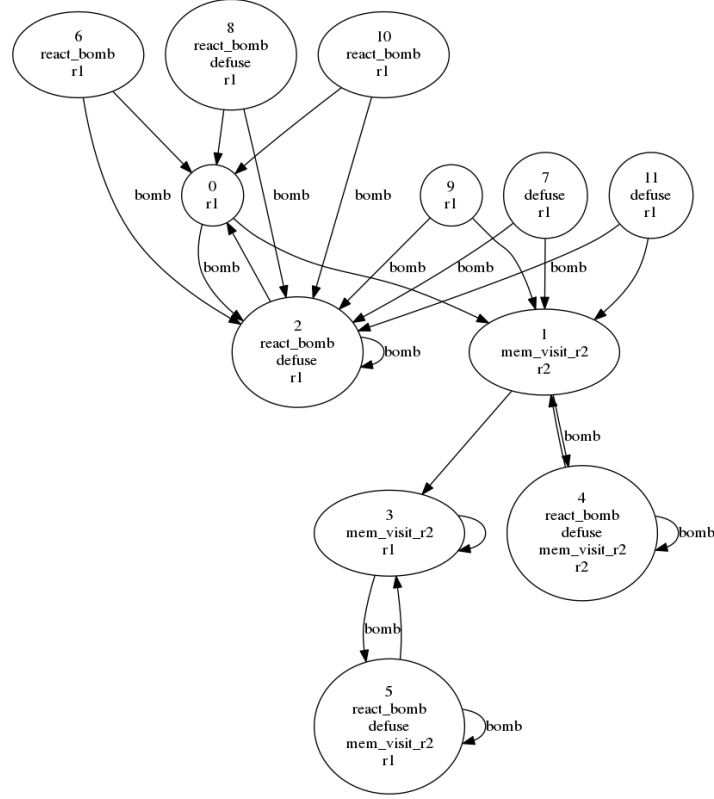 6
react_bomb
r1
8
react_bomb
defuse
r1
10
react_bomb
r1
0
r1
9
r1
7
defuse
r1
11
defuse
r1
bomb
bomb
bomb
bomb
bomb
bomb
bomb
2
react_bomb
defuse
r1
bomb
1
mem_visit_r2
r2
bomb
3
mem_visit_r2
r1
4
react_bomb
defuse
mem_visit_r2
r2
bomb
bomb
5
react_bomb
defuse
mem_visit_r2
r1
bomb